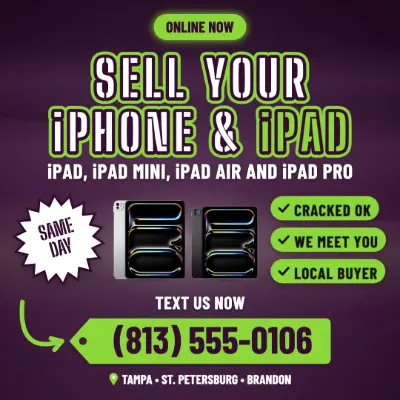 ONLINE NOW
SELL YOUR
iPHONE & iPAD
iPAD, iPAD MINI, iPAD AIR AND iPAD PRO
SAME
DAY
✓ CRACKED OK
✓ WE MEET YOU
✓ LOCAL BUYER
TEXT US NOW
(813) 555-0106
TAMPA • ST. PETERSBURG • BRANDON